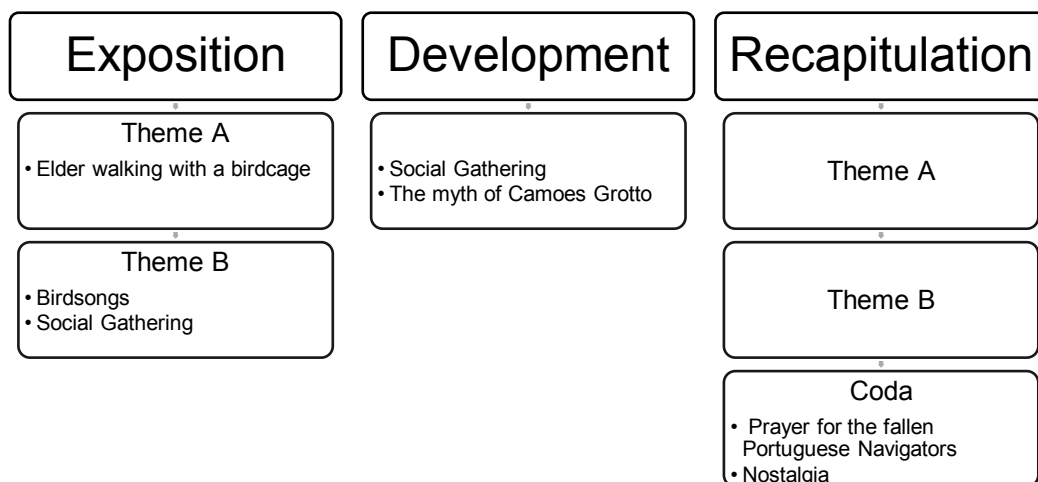 Exposition
Theme A
• Elder walking with a birdcage
Theme B
• Birdsongs
• Social Gathering
Development
• Social Gathering
• The myth of Camoes Grotto
Recapitulation
Theme A
Theme B
Coda
• Prayer for the fallen
Portuguese Navigators
• Nostalgia